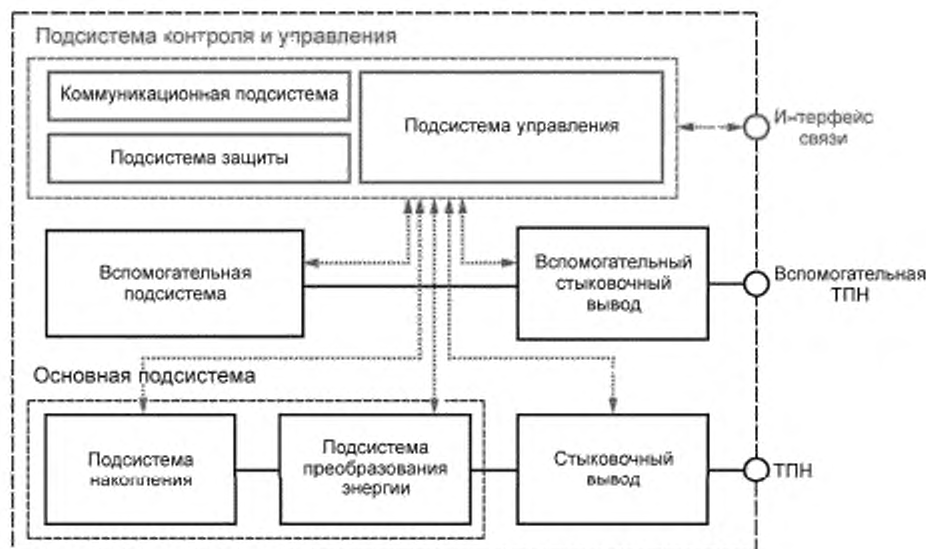 Подсистема контроля и управления
Коммуникационная подсистема
Подсистема управления
Подсистема защиты
Интерфейс
связи
Вспомогательная
подсистема
Вспомогательный
стыковочный
вывод
Вспомогательная
ТПН
Основная подсистема
Подсистема
накопления
Подсистема
преобразования
энергии
Стыковочный
вывод
ТПН